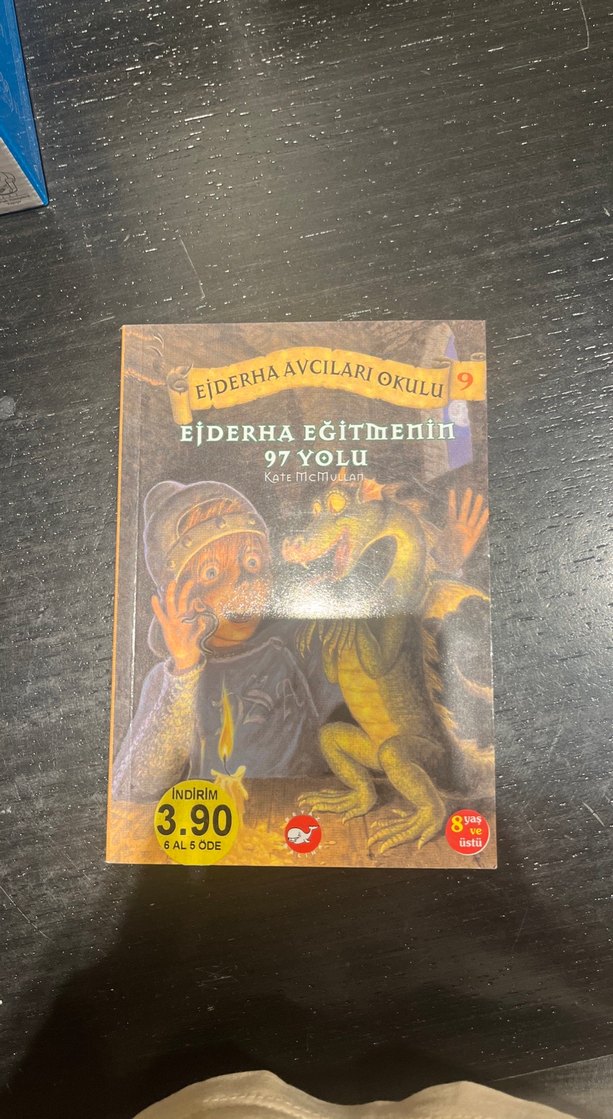 EJDERHA AVCILARI OKULU 9
EJDERHA EĞİTMENİN
97 YOLU
KATE MCMULLAN
İNDİRİM
3.90
6 AL 5 ÖDE
8 yaş
ve
üstü